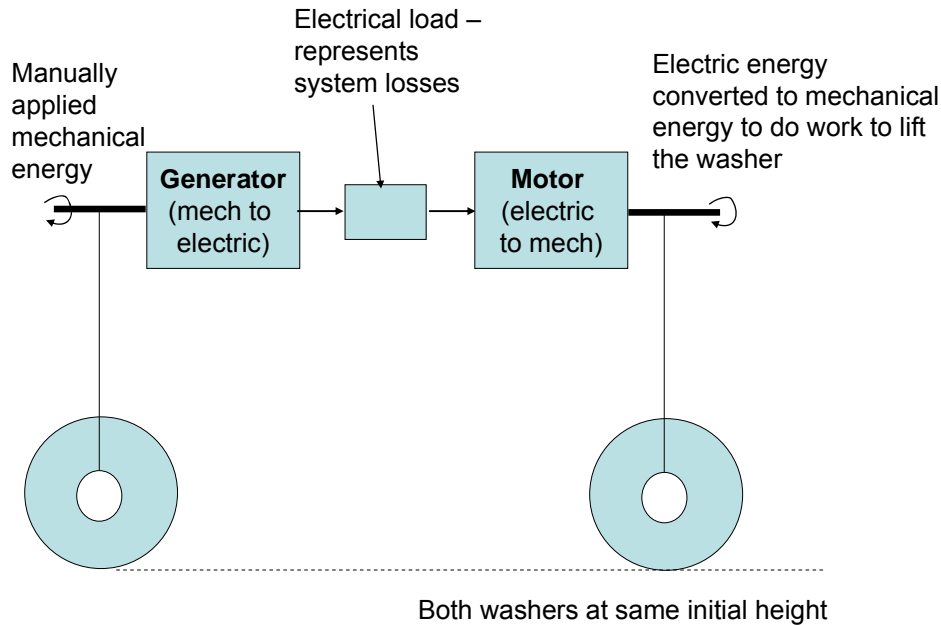 Electrical load –
represents
system losses
Manually
applied
mechanical
energy
Electric energy
converted to mechanical
energy to do work to lift
the washer
Generator
(mech to
electric)
Motor
(electric
to mech)
Both washers at same initial height